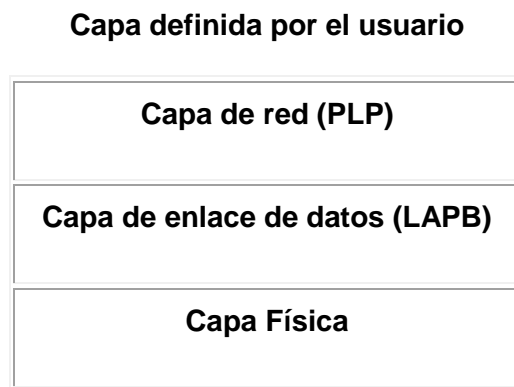 Capa definida por el usuario
Capa de red (PLP)
Capa de enlace de datos (LAPB)
Capa Física